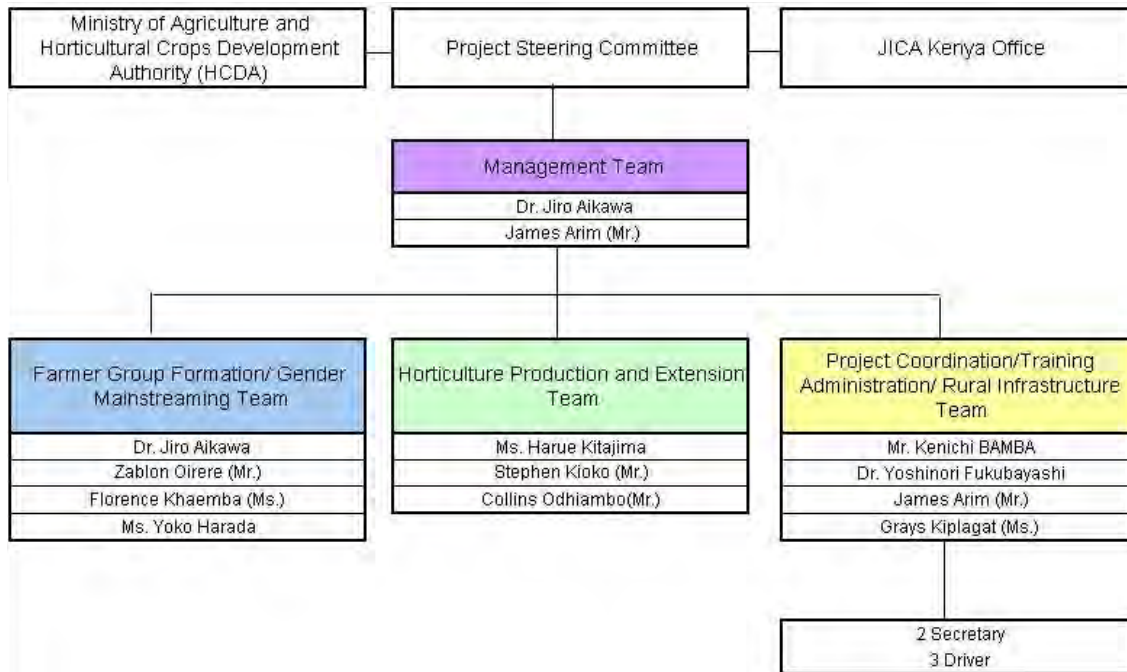 Ministry of Agriculture and
Horticultural Crops Development
Authority (HCDA)
Project Steering Committee
JICA Kenya Office
Management Team
Dr. Jiro Aikawa
James Arim (Mr.)
Farmer Group Formation/ Gender
Mainstreaming Team
Dr. Jiro Aikawa
Zablon Oirere (Mr.)
Florence Khaemba (Ms.)
Ms. Yoko Harada
Horticulture Production and Extension
Team
Ms. Harue Kitajima
Stephen Kioko (Mr.)
Collins Odhiambo(Mr.)
Project Coordination/Training
Administration/ Rural Infrastructure
Team
Mr. Kenichi BAMBA
Dr. Yoshinori Fukubayashi
James Arim (Mr.)
Grays Kiplagat (Ms.)
2 Secretary
3 Driver